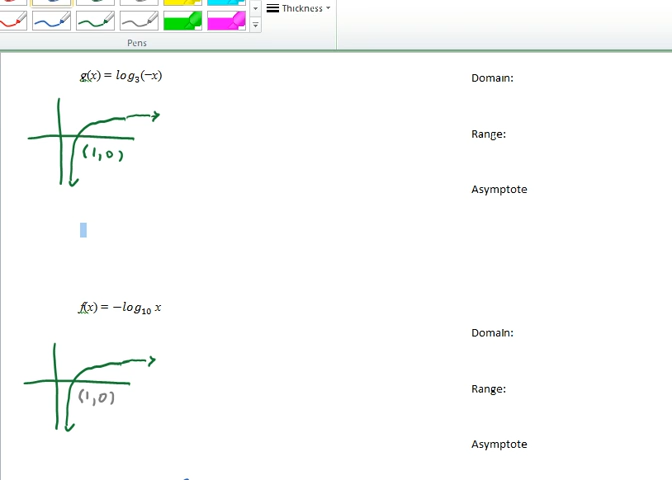 Thickness
Pens
g(x) = log₃(−x)
Domain:
(1,0)
Range:
Asymptote
f(x) = −log₁₀ x
Domain:
(1,0)
Range:
Asymptote